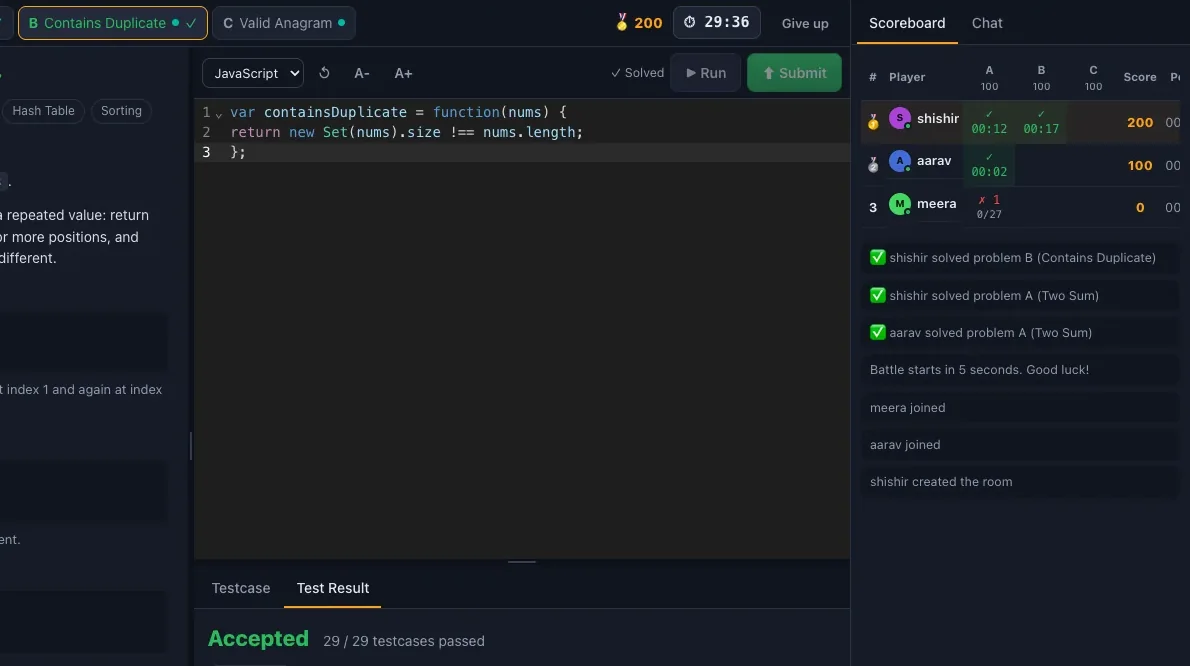 B Contains Duplicate ✓
C Valid Anagram
200
29:36
Give up
Scoreboard
Chat
Hash Table
Sorting
.
a repeated value: return
or more positions, and
different.
t index 1 and again at index
ent.
JavaScript
A-
A+
✓ Solved
Run
Submit
1 var containsDuplicate = function(nums) {
2 return new Set(nums).size !== nums.length;
3 };
Testcase
Test Result
Accepted
29 / 29 testcases passed
# Player A 100 B 100 C 100 Score
S shishir ✓ 00:12 ✓ 00:17 200 00
2 A aarav ✓ 00:02 100 00
3 M meera ✗ 1 0/27 0 00
✅ shishir solved problem B (Contains Duplicate)
✅ shishir solved problem A (Two Sum)
✅ aarav solved problem A (Two Sum)
Battle starts in 5 seconds. Good luck!
meera joined
aarav joined
shishir created the room